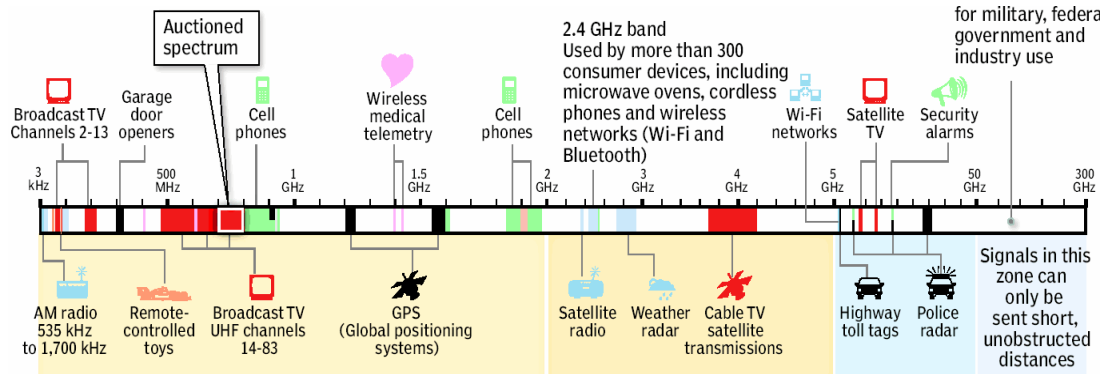 Auctioned
spectrum
Broadcast TV
Channels 2-13
Garage
door
openers
Cell
phones
Wireless
medical
telemetry
Cell
phones
2.4 GHz band
Used by more than 300
consumer devices, including
microwave ovens, cordless
phones and wireless
networks (Wi-Fi and
Bluetooth)
Wi-Fi
networks
Satellite
TV
Security
alarms
for military, federa
government and
industry use
3
kHz
500
MHz
1
GHz
1.5
GHz
2
GHz
3
GHz
4
GHz
5
GHz
50
GHz
300
GHz
AM radio
535 kHz
to 1,700 kHz
Remote-
controlled
toys
Broadcast TV
UHF channels
14-83
GPS
(Global positioning
systems)
Satellite
radio
Weather
radar
Cable TV
satellite
transmissions
Highway
toll tags
Police
radar
Signals in this
zone can
only be
sent short,
unobstructed
distances